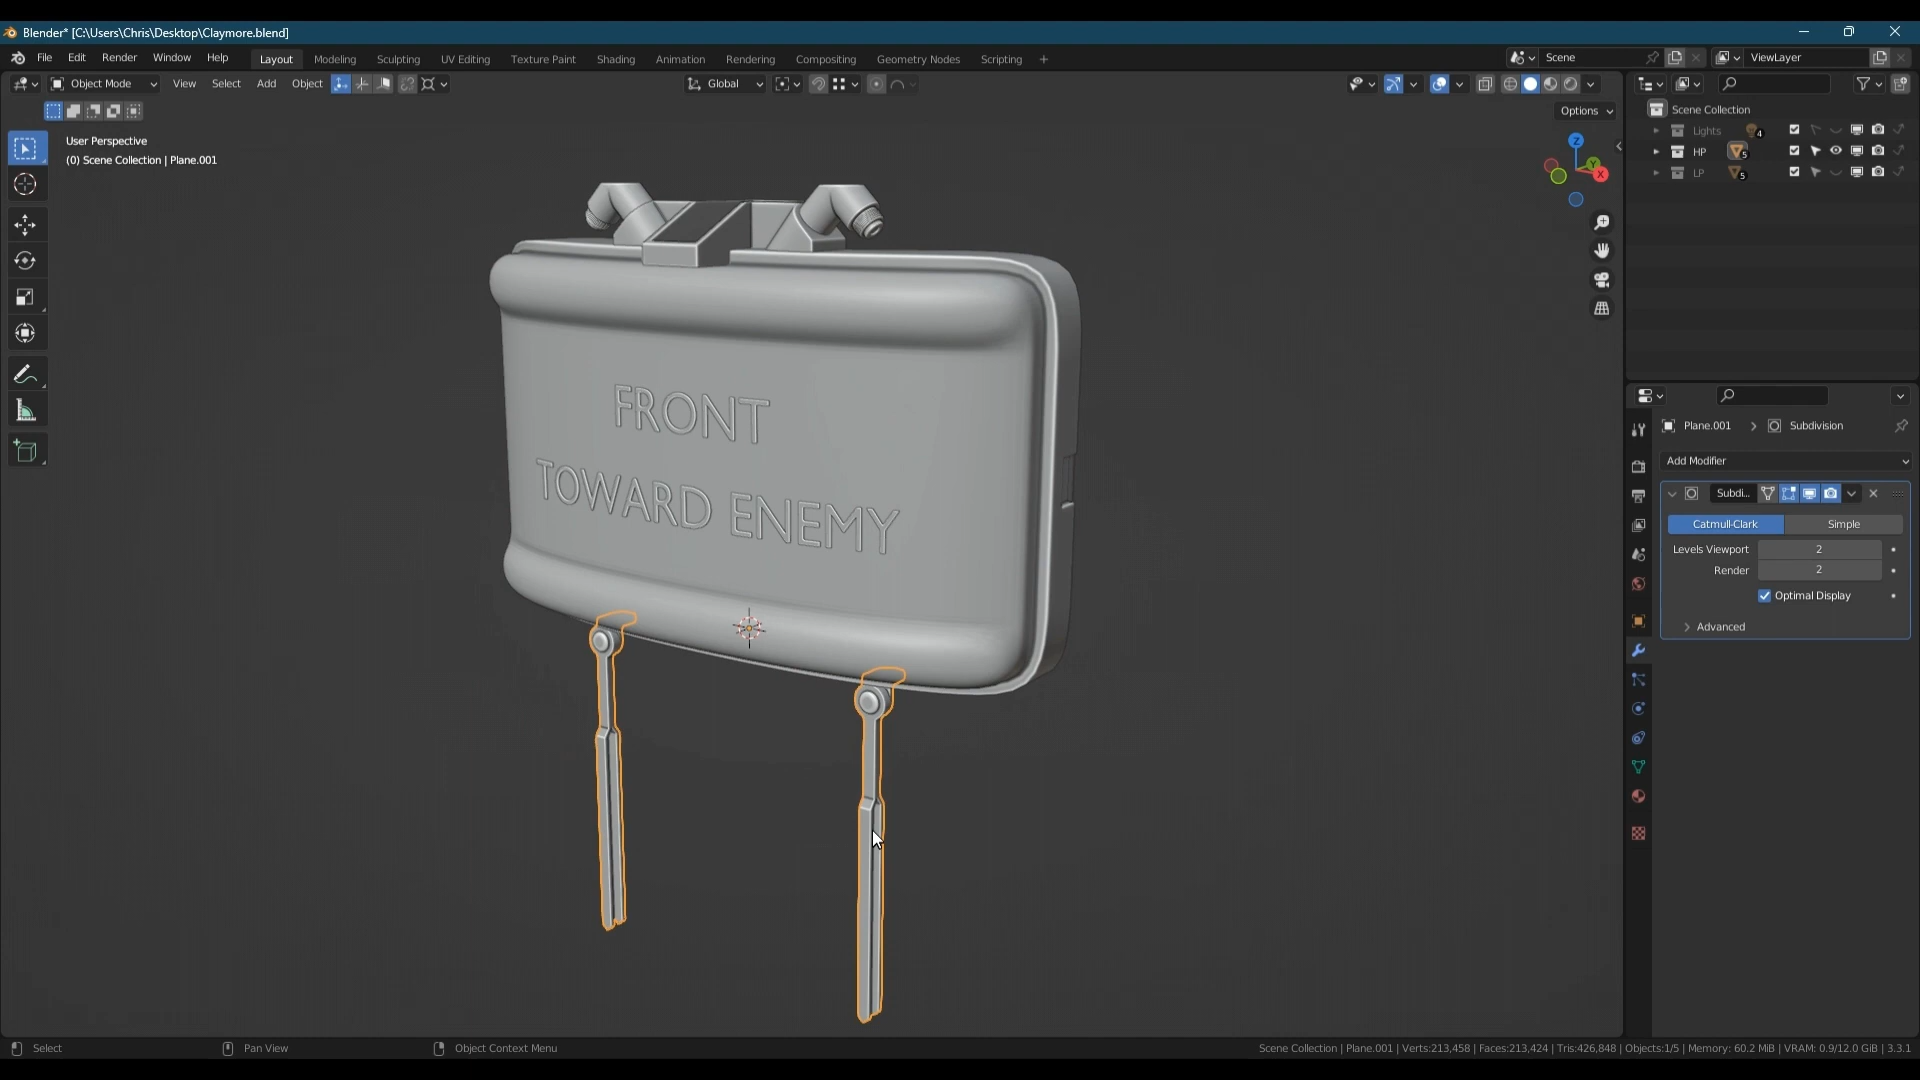 Blender* [C:\Users\Chris\Desktop\Claymore.blend]
File Edit Render Window Help Layout Modeling Sculpting UV Editing Texture Paint Shading Animation Rendering Compositing Geometry Nodes Scripting + Scene ViewLayer
Object Mode View Select Add Object Global
Options
User Perspective
(0) Scene Collection | Plane.001
Z
Y
X
Scene Collection
Lights 4
HP 5
LP 5
FRONT
TOWARD ENEMY
Plane.001 > Subdivision
Add Modifier
Subdi...
Catmull-Clark Simple
Levels Viewport 2
Render 2
Optimal Display
Advanced
Select Pan View Object Context Menu
Scene Collection | Plane.001 | Verts:213,458 | Faces:213,424 | Tris:426,848 | Objects:1/5 | Memory: 60.2 MiB | VRAM: 0.9/12.0 GiB | 3.3.1